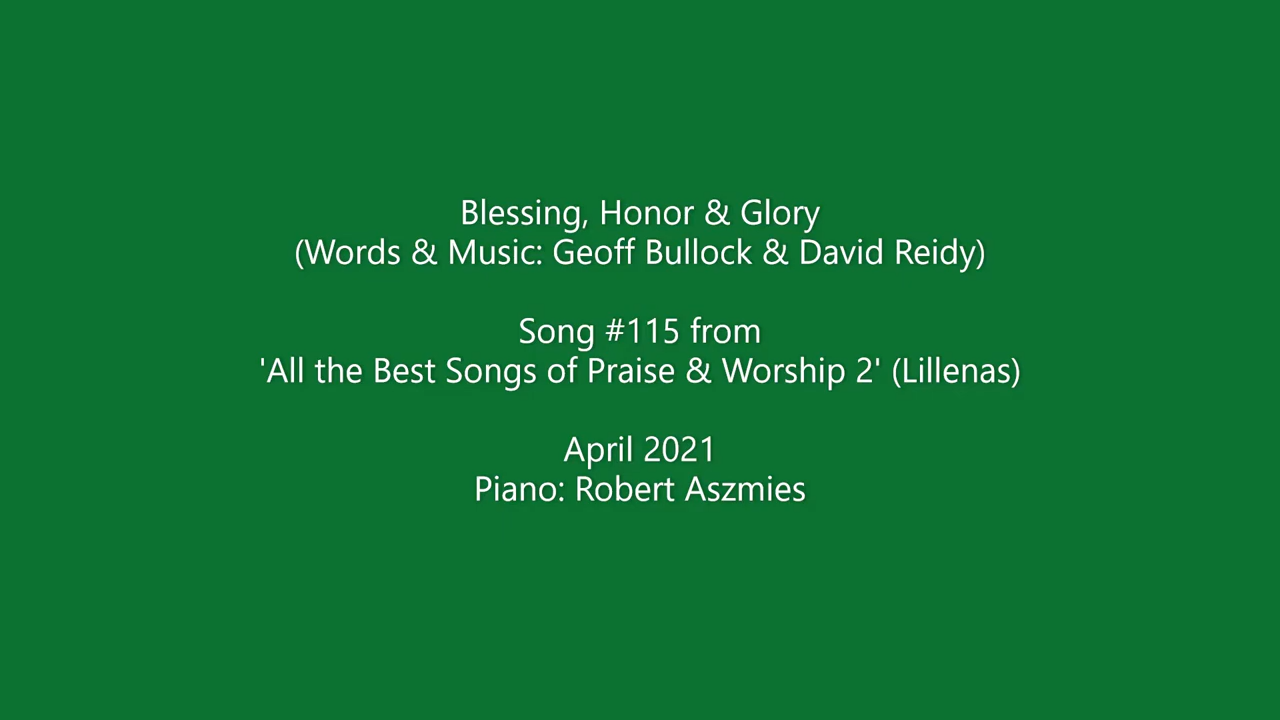 Blessing, Honor & Glory
(Words & Music: Geoff Bullock & David Reidy)
Song #115 from
'All the Best Songs of Praise & Worship 2' (Lillenas)
April 2021
Piano: Robert Aszmies